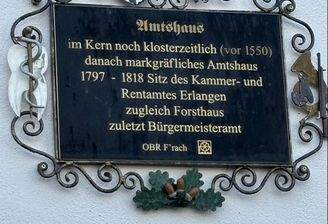 Amtshaus
im Kern noch klosterzeitlich (vor 1550)
danach markgräfliches Amtshaus
1797 - 1818 Sitz des Kammer- und
Rentamtes Erlangen
zugleich Forsthaus
zuletzt Bürgermeisteramt
OBR F'rach